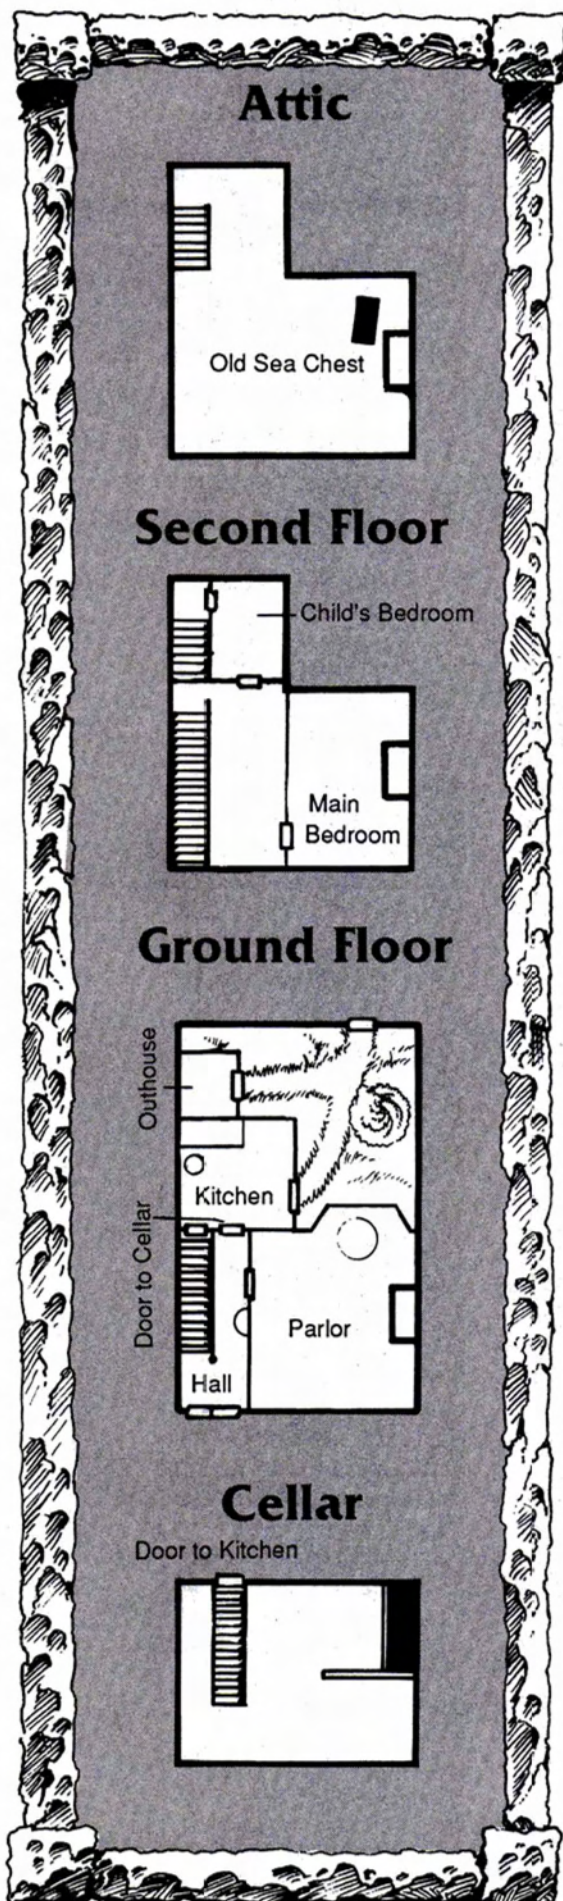 Attic
Old Sea Chest
Second Floor
Child's Bedroom
Main
Bedroom
Ground Floor
Outhouse
Kitchen
Door to Cellar
Parlor
Hall
Cellar
Door to Kitchen